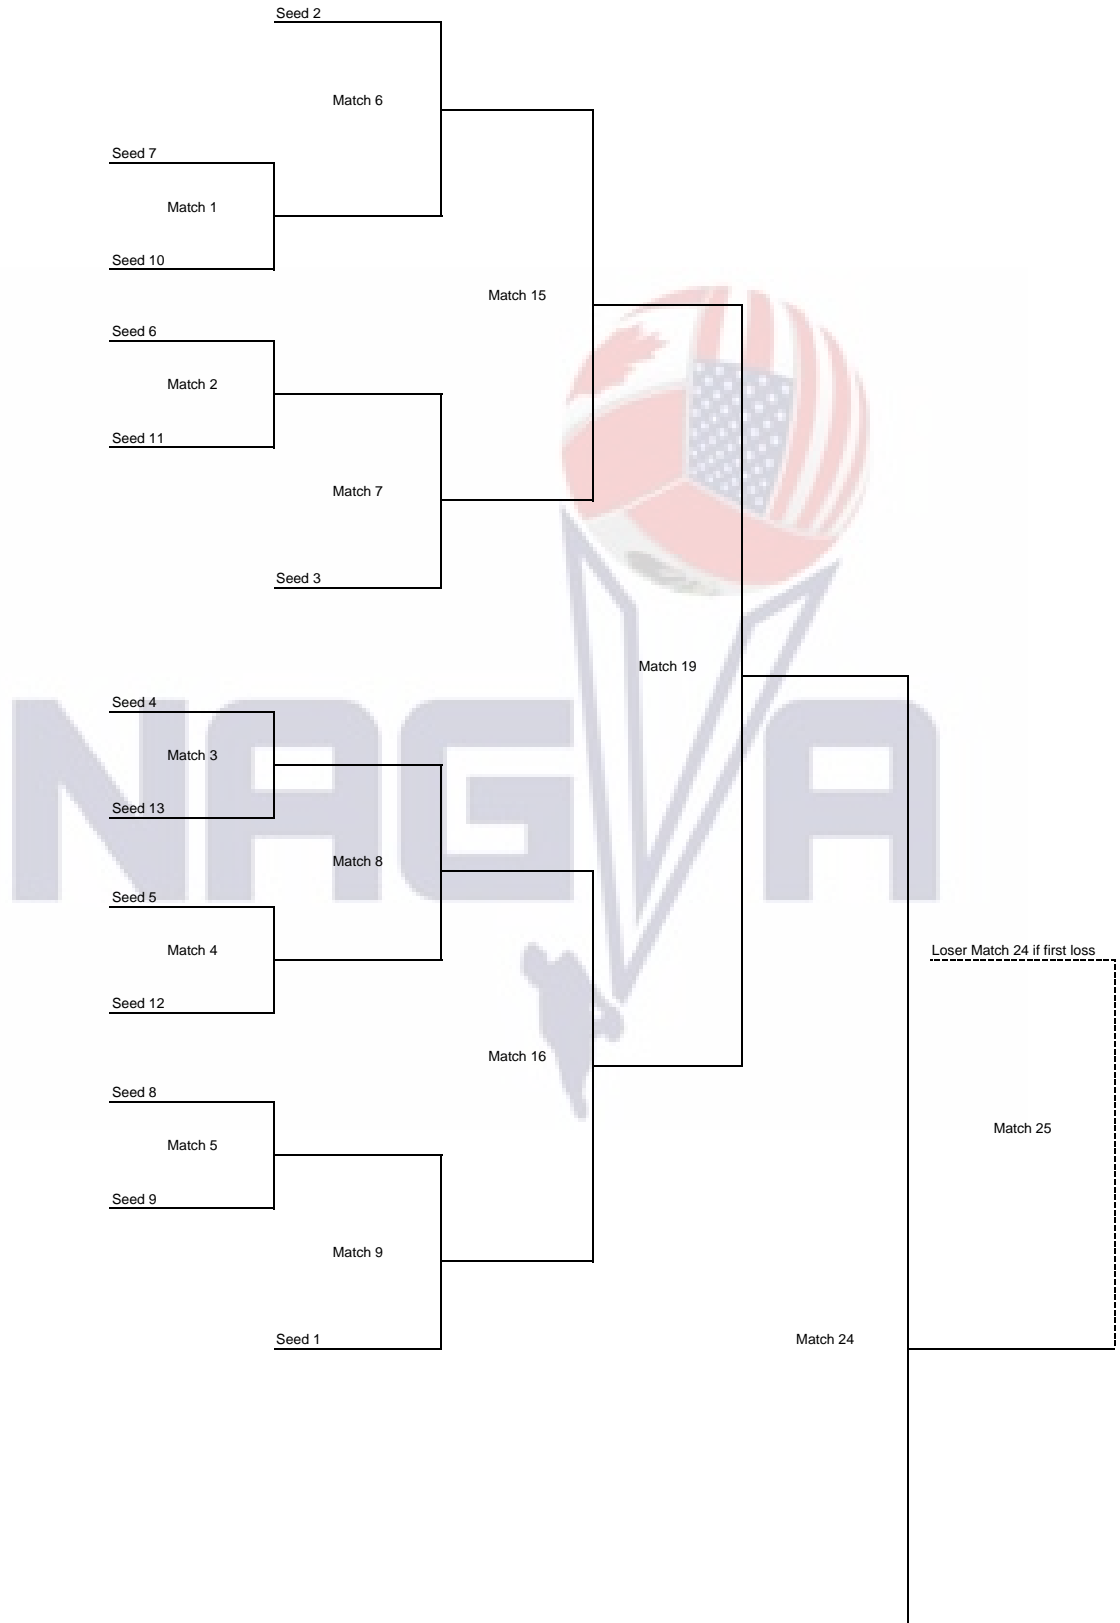 Seed 2
Match 6
Seed 7
Match 1
Seed 10
Match 15
Seed 6
Match 2
Seed 11
Match 7
Seed 3
Match 19
Seed 4
Match 3
Seed 13
Match 8
Seed 5
Match 4
Loser Match 24 if first loss
Seed 12
Match 16
Seed 8
Match 25
Match 5
Seed 9
Match 9
Seed 1
Match 24
NAGVA